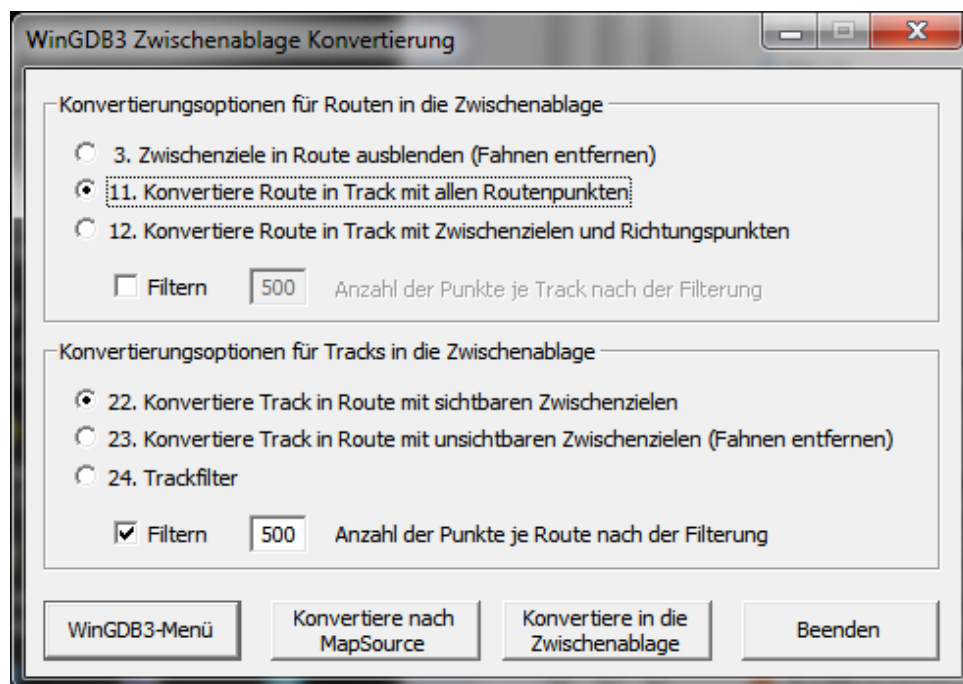 WinGDB3 Zwischenablage Konvertierung
Konvertierungsoptionen für Routen in die Zwischenablage
3. Zwischenziele in Route ausblenden (Fahnen entfernen)
11. Konvertiere Route in Track mit allen Routenpunkten
12. Konvertiere Route in Track mit Zwischenzielen und Richtungspunkten
Filtern 500 Anzahl der Punkte je Track nach der Filterung
Konvertierungsoptionen für Tracks in die Zwischenablage
22. Konvertiere Track in Route mit sichtbaren Zwischenzielen
23. Konvertiere Track in Route mit unsichtbaren Zwischenzielen (Fahnen entfernen)
24. Trackfilter
Filtern 500 Anzahl der Punkte je Route nach der Filterung
WinGDB3-Menü
Konvertiere nach
MapSource
Konvertiere in die
Zwischenablage
Beenden